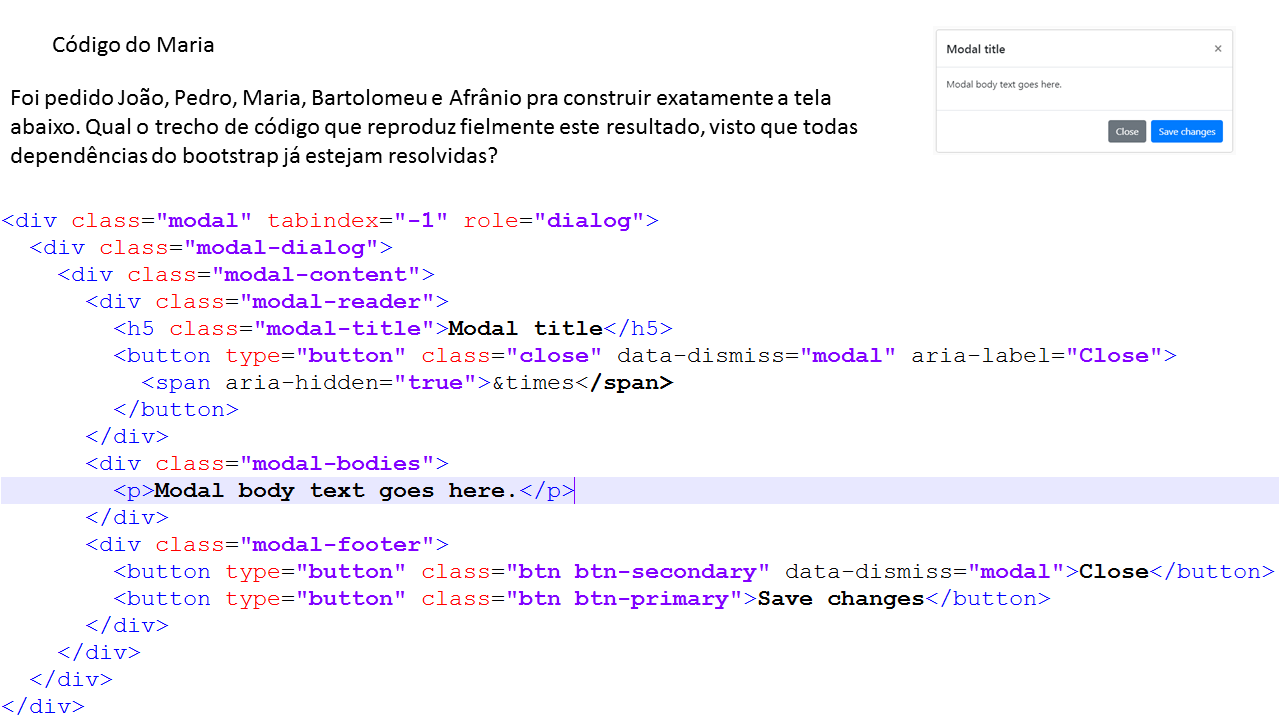 Código do Maria
Foi pedido João, Pedro, Maria, Bartolomeu e Afrânio pra construir exatamente a tela
abaixo. Qual o trecho de código que reproduz fielmente este resultado, visto que todas
dependências do bootstrap já estejam resolvidas?
Modal title ×
Modal body text goes here.
Close Save changes
<div class="modal" tabindex="-1" role="dialog">
  <div class="modal-dialog">
    <div class="modal-content">
      <div class="modal-reader">
        <h5 class="modal-title">Modal title</h5>
        <button type="button" class="close" data-dismiss="modal" aria-label="Close">
          <span aria-hidden="true">&times</span>
        </button>
      </div>
      <div class="modal-bodies">
        <p>Modal body text goes here.</p>
      </div>
      <div class="modal-footer">
        <button type="button" class="btn btn-secondary" data-dismiss="modal">Close</button>
        <button type="button" class="btn btn-primary">Save changes</button>
      </div>
    </div>
  </div>
</div>